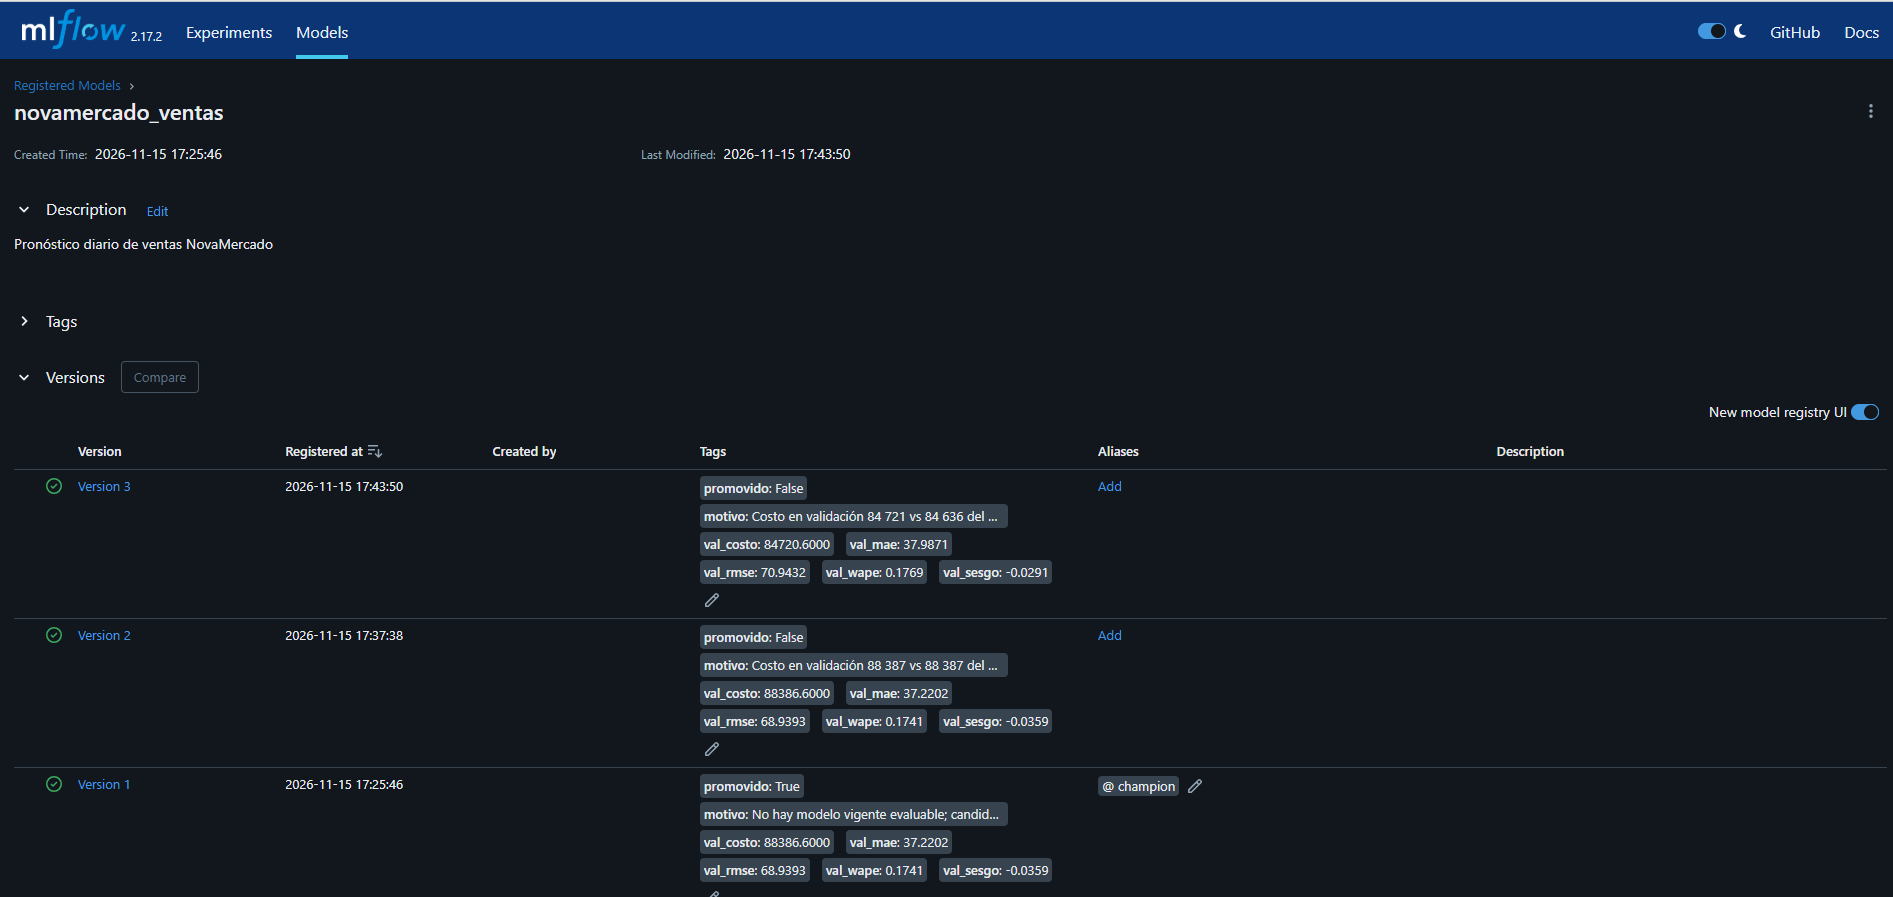 mlflow 2.17.2 Experiments Models GitHub Docs
Registered Models
novamercado_ventas
Created Time: 2026-11-15 17:25:46 Last Modified: 2026-11-15 17:43:50
Description Edit
Pronóstico diario de ventas NovaMercado
Tags
Versions Compare
New model registry UI
Version Registered at Created by Tags Aliases Description
Version 3 2026-11-15 17:43:50 promovido: False Add
motivo: Costo en validación 84 721 vs 84 636 del ...
val_costo: 84720.6000 val_mae: 37.9871
val_rmse: 70.9432 val_wape: 0.1769 val_sesgo: -0.0291
Version 2 2026-11-15 17:37:38 promovido: False Add
motivo: Costo en validación 88 387 vs 88 387 del ...
val_costo: 88386.6000 val_mae: 37.2202
val_rmse: 68.9393 val_wape: 0.1741 val_sesgo: -0.0359
Version 1 2026-11-15 17:25:46 promovido: True @ champion
motivo: No hay modelo vigente evaluable; candid...
val_costo: 88386.6000 val_mae: 37.2202
val_rmse: 68.9393 val_wape: 0.1741 val_sesgo: -0.0359